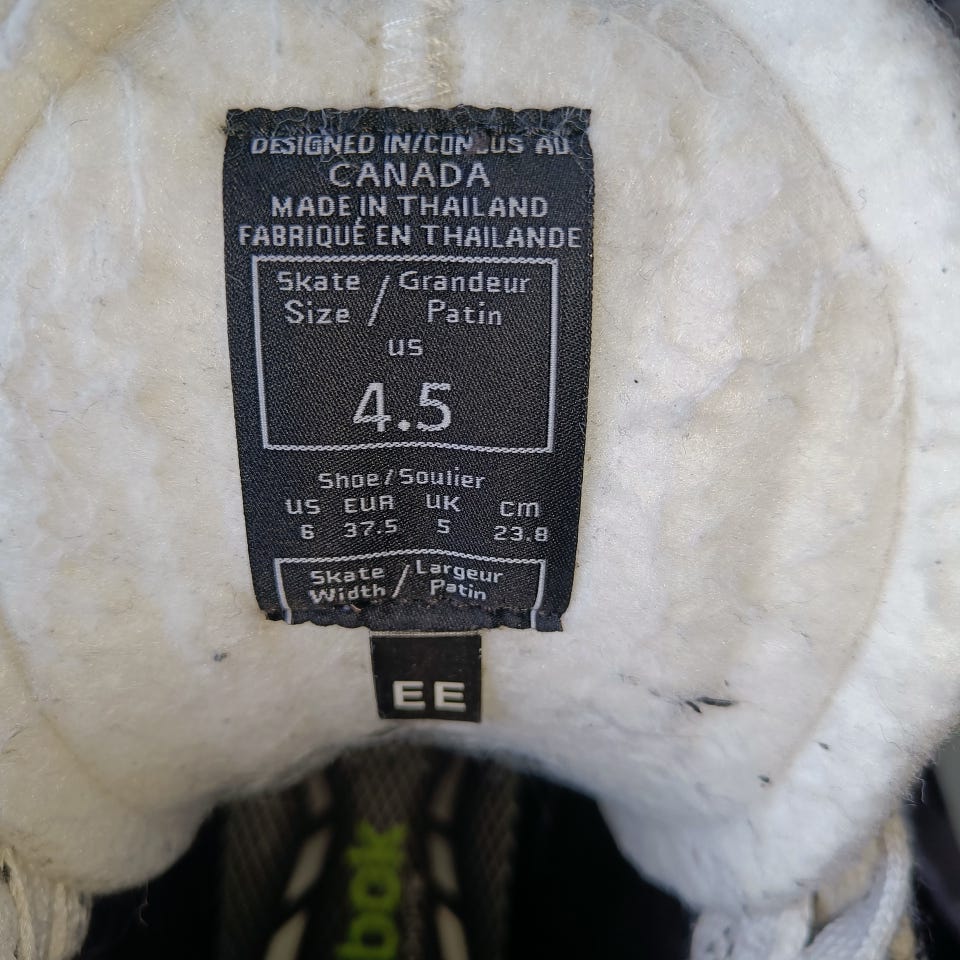 DESIGNED IN/CONÇUS AU
CANADA
MADE IN THAILAND
FABRIQUÉ EN THAILANDE
Skate Size / Grandeur Patin
US
4.5
Shoe/Soulier
US EUR UK cm
6 37.5 5 23.8
Skate Width / Largeur Patin
EE
bok